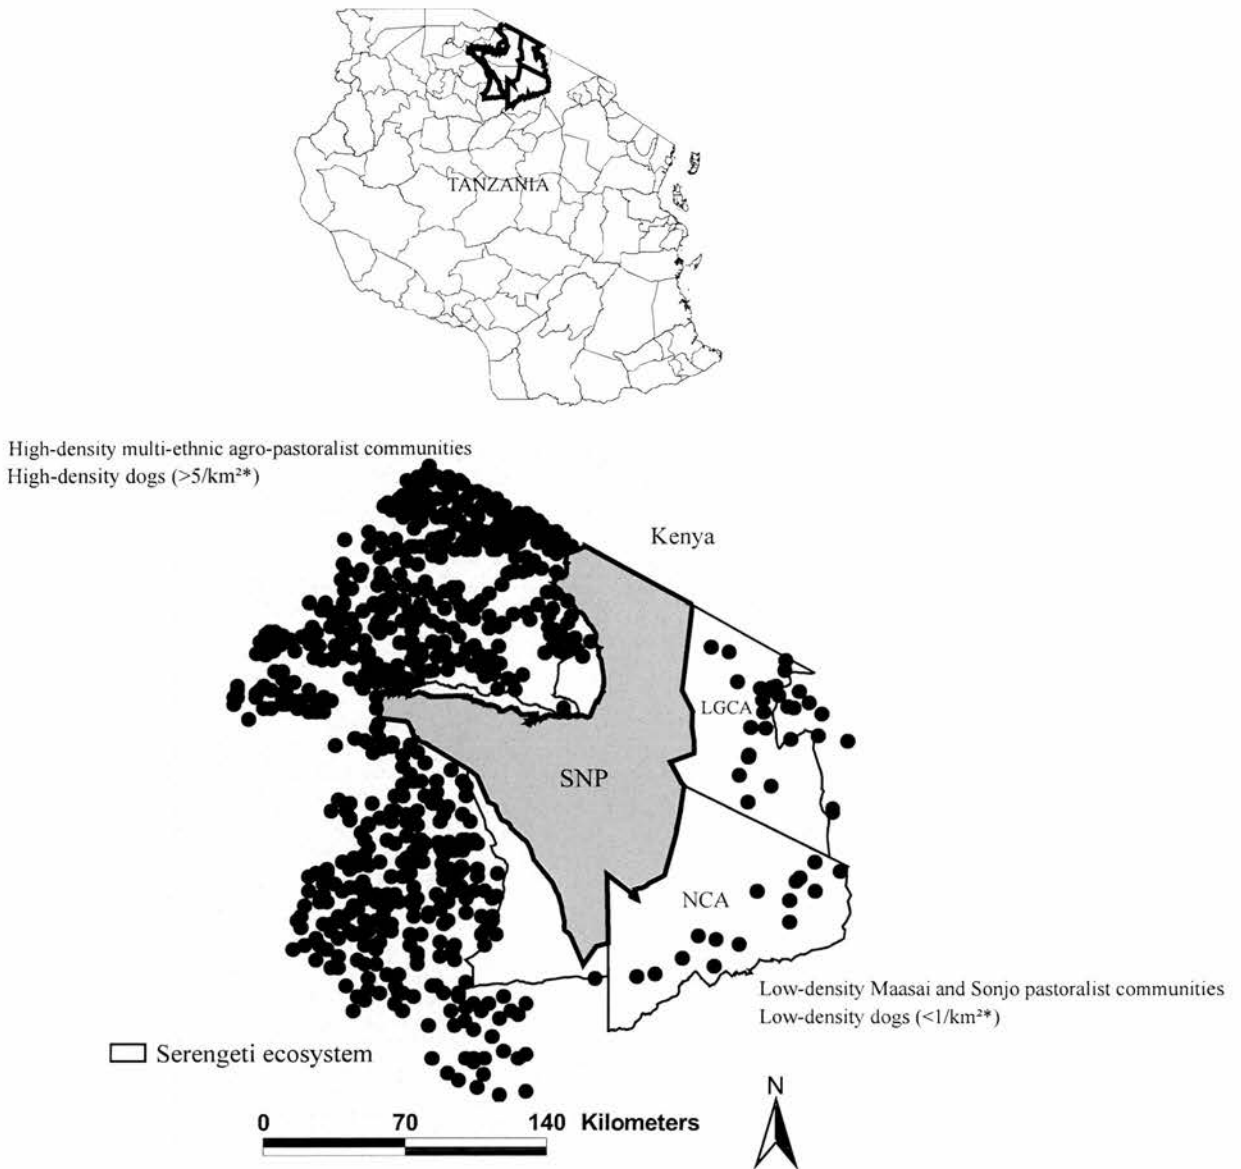 TANZANIA
High-density multi-ethnic agro-pastoralist communities
High-density dogs (>5/km²*)
Kenya
LGCA
SNP
NCA
Low-density Maasai and Sonjo pastoralist communities
Low-density dogs (<1/km²*)
Serengeti ecosystem
N
0 70 140 Kilometers